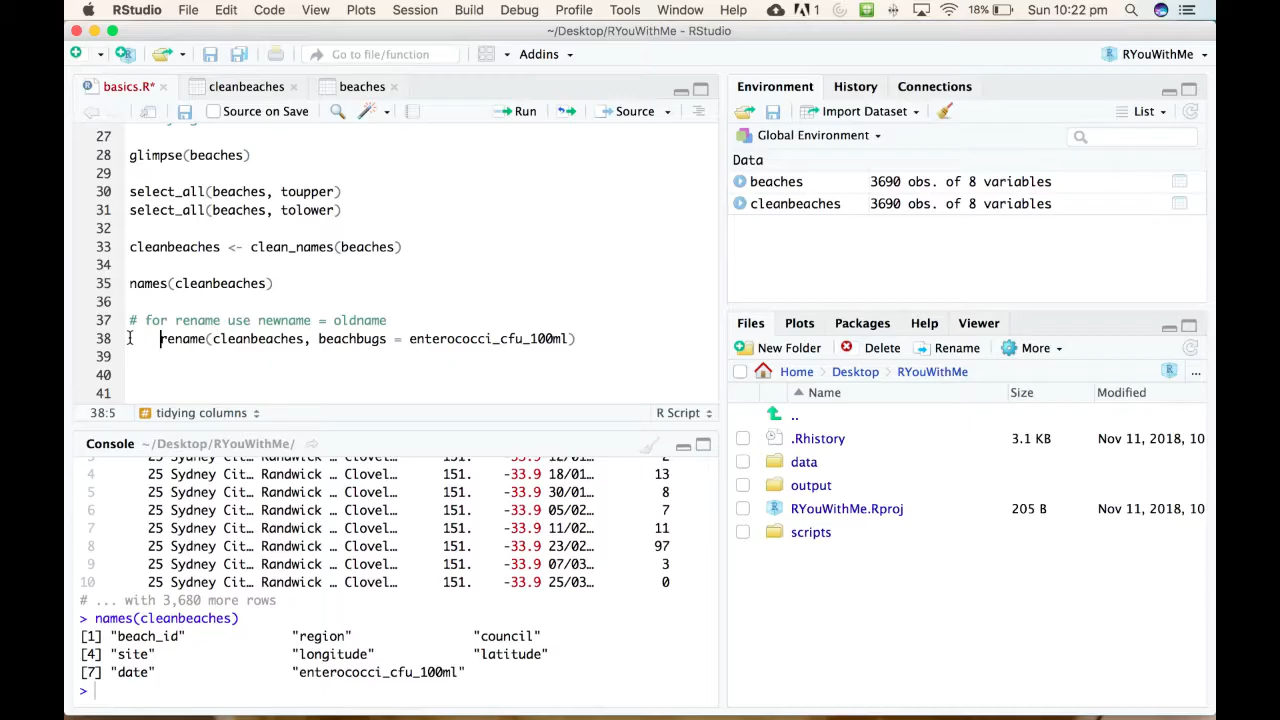 RStudio File Edit Code View Plots Session Build Debug Profile Tools Window Help 1 18% Sun 10:22 pm
~/Desktop/RYouWithMe - RStudio
Go to file/function Addins RYouWithMe
basics.R* cleanbeaches beaches
Source on Save Run Source
27
28 glimpse(beaches)
29
30 select_all(beaches, toupper)
31 select_all(beaches, tolower)
32
33 cleanbeaches <- clean_names(beaches)
34
35 names(cleanbeaches)
36
37 # for rename use newname = oldname
38 rename(cleanbeaches, beachbugs = enterococci_cfu_100ml)
39
40
41
38:5 # tidying columns R Script
Console ~/Desktop/RYouWithMe/
4 25 Sydney Cit… Randwick … Clovel… 151. -33.9 18/01… 13
5 25 Sydney Cit… Randwick … Clovel… 151. -33.9 30/01… 8
6 25 Sydney Cit… Randwick … Clovel… 151. -33.9 05/02… 7
7 25 Sydney Cit… Randwick … Clovel… 151. -33.9 11/02… 11
8 25 Sydney Cit… Randwick … Clovel… 151. -33.9 23/02… 97
9 25 Sydney Cit… Randwick … Clovel… 151. -33.9 07/03… 3
10 25 Sydney Cit… Randwick … Clovel… 151. -33.9 25/03… 0
# ... with 3,680 more rows
> names(cleanbeaches)
[1] "beach_id" "region" "council"
[4] "site" "longitude" "latitude"
[7] "date" "enterococci_cfu_100ml"
>
Environment History Connections
Import Dataset List
Global Environment
Data
beaches 3690 obs. of 8 variables
cleanbeaches 3690 obs. of 8 variables
Files Plots Packages Help Viewer
New Folder Delete Rename More
Home Desktop RYouWithMe ...
Name Size Modified
..
.Rhistory 3.1 KB Nov 11, 2018, 10
data
output
RYouWithMe.Rproj 205 B Nov 11, 2018, 10
scripts